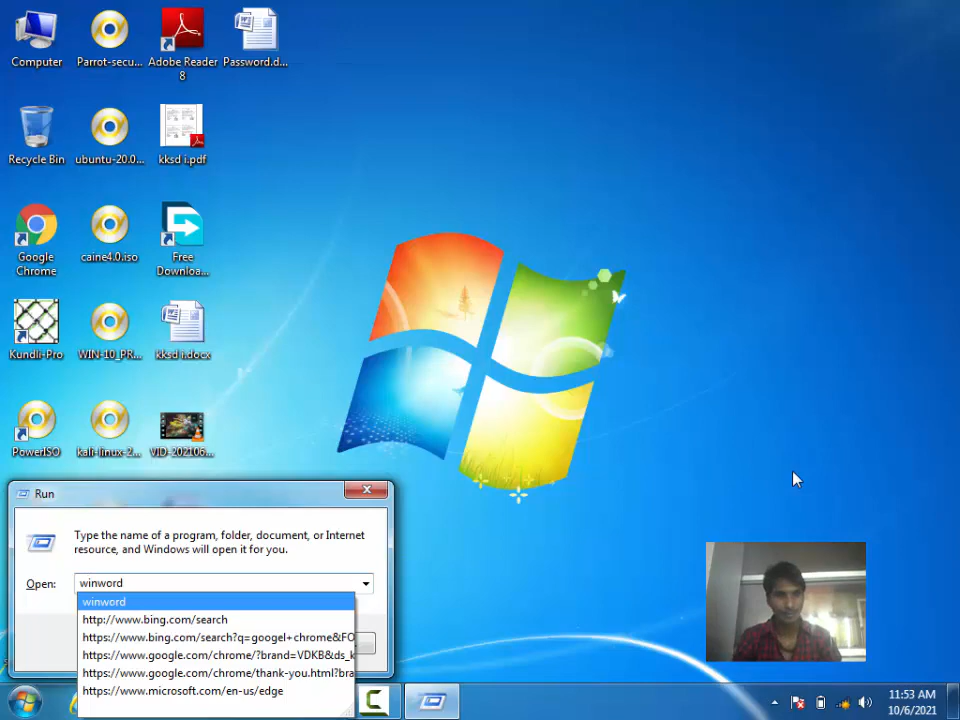 Computer
Parrot-secu...
Adobe Reader
8
Password.d...
Recycle Bin
ubuntu-20.0...
kksd i.pdf
Google
Chrome
caine4.0.iso
Free
Downloa...
Kundli-Pro
WIN-10_PR...
kksd i.docx
PowerISO
kali-linux-2...
VID-202106...
Run
Type the name of a program, folder, document, or Internet
resource, and Windows will open it for you.
Open:
winword
winword
http://www.bing.com/search
https://www.bing.com/search?q=googel+chrome&FO
https://www.google.com/chrome/?brand=VDKB&ds_k
https://www.google.com/chrome/thank-you.html?bra
https://www.microsoft.com/en-us/edge
11:53 AM
10/6/2021